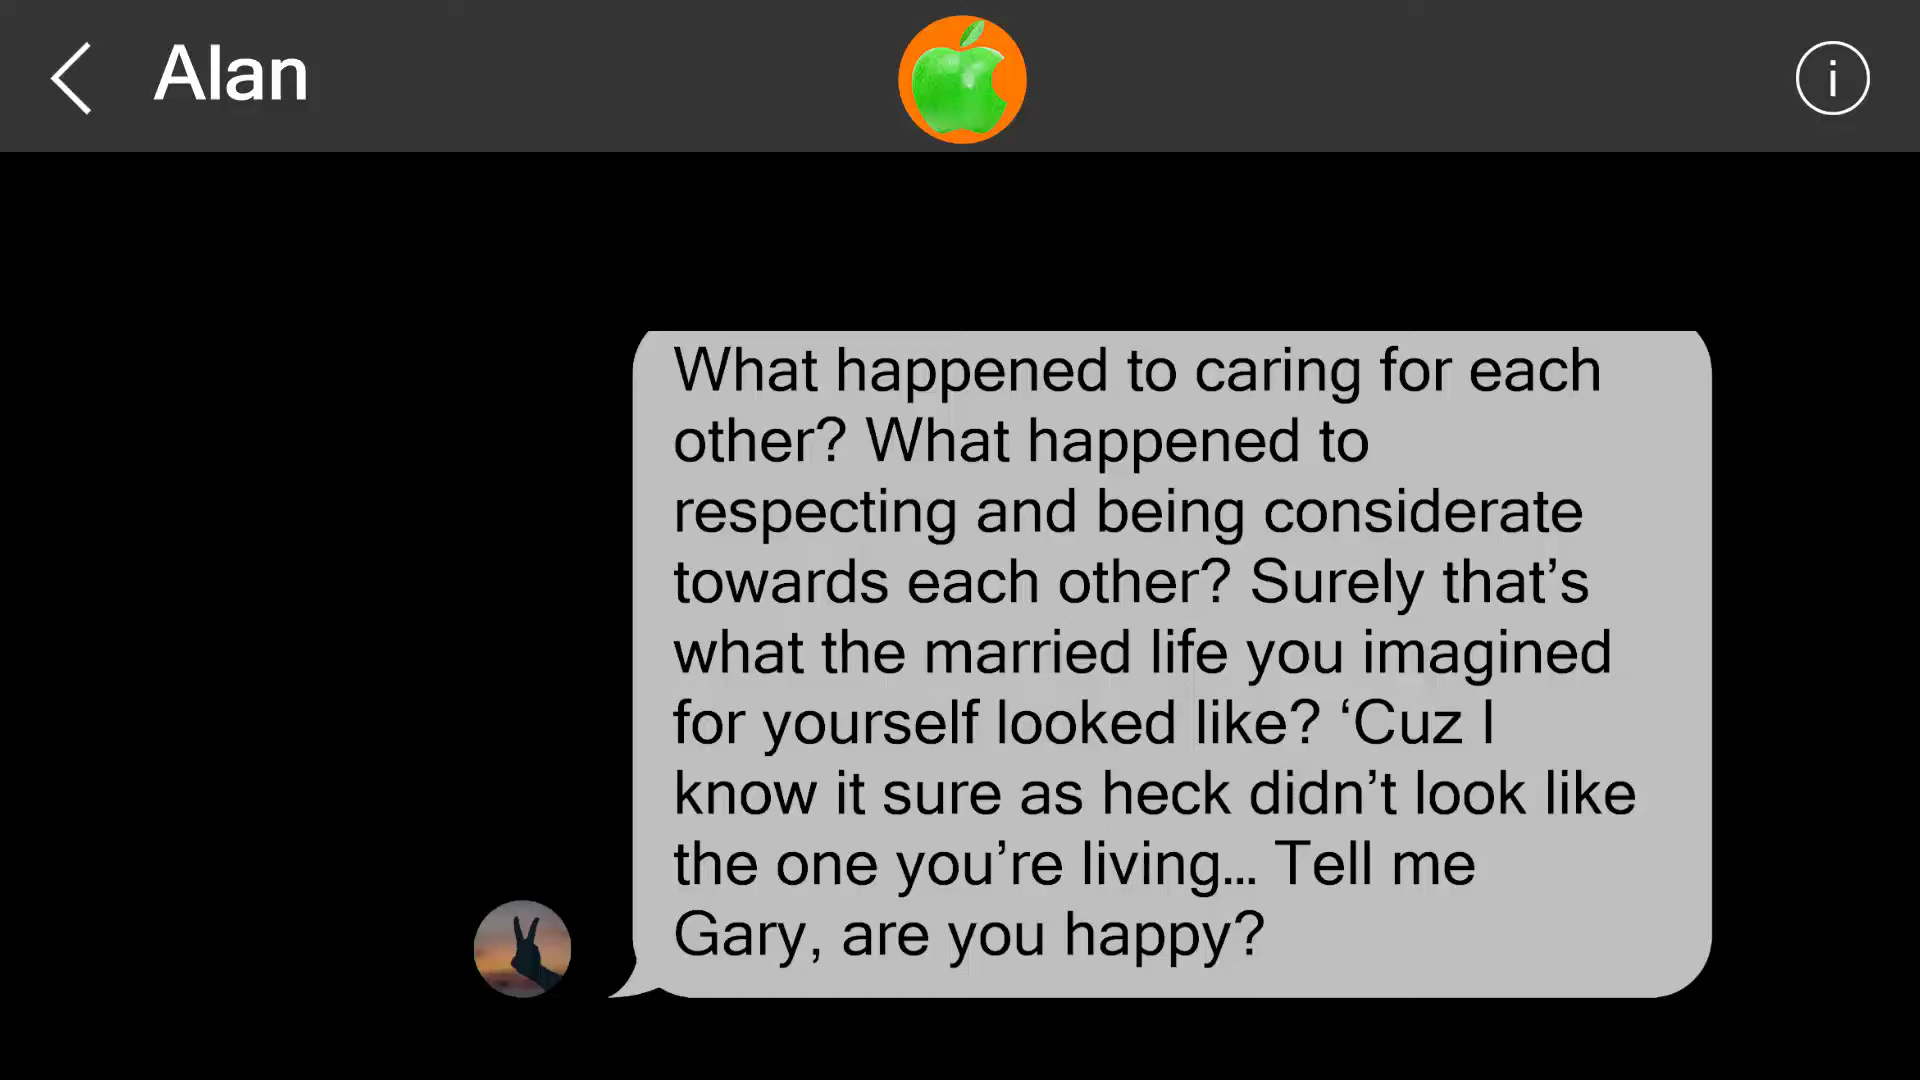 Alan
i
What happened to caring for each
other? What happened to
respecting and being considerate
towards each other? Surely that’s
what the married life you imagined
for yourself looked like? ‘Cuz I
know it sure as heck didn’t look like
the one you’re living... Tell me
Gary, are you happy?